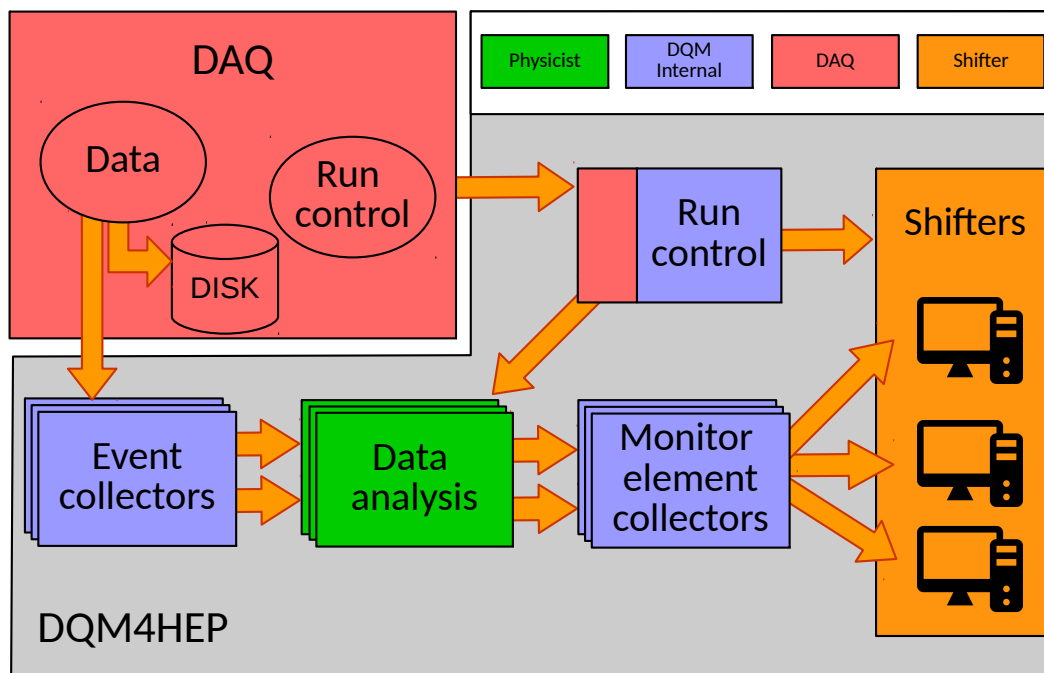 DAQ
Physicist
DQM
Internal
DAQ
Shifter
Data
Run
control
DISK
Run
control
Shifters
Event
collectors
Data
analysis
Monitor
element
collectors
DQM4HEP